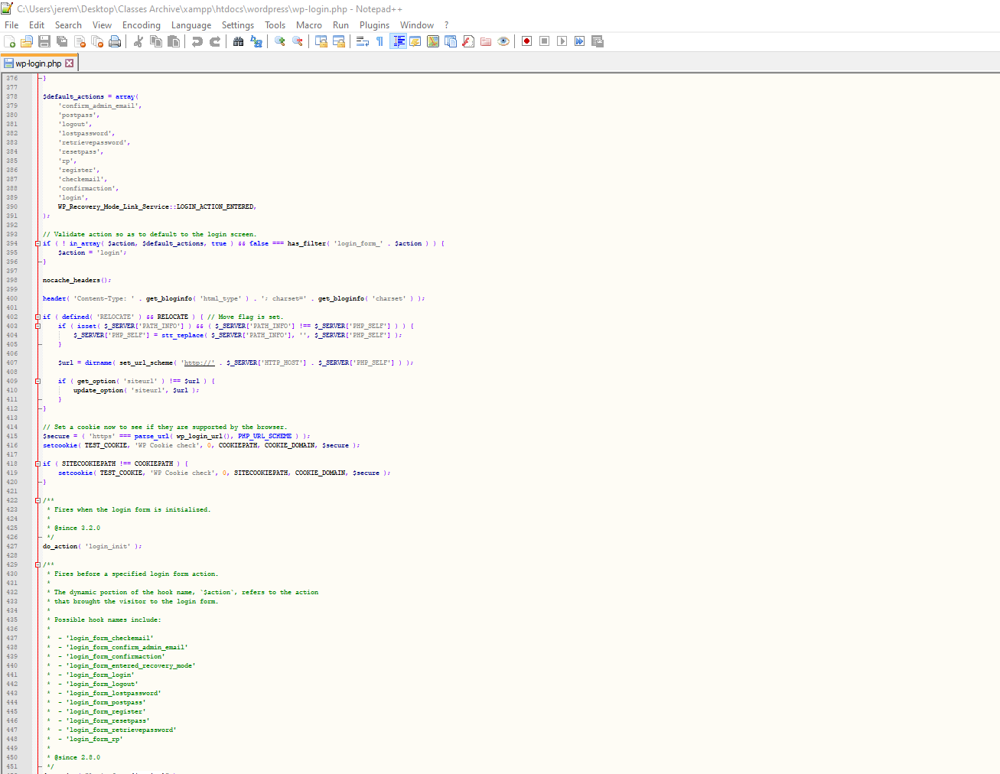 C:\Users\jerem\Desktop\Classes Archive\xampp\htdocs\wordpress\wp-login.php - Notepad++
File Edit Search View Encoding Language Settings Tools Macro Run Plugins Window ?
wp-login.php
376 }
377
378 $default_actions = array(
379     'confirm_admin_email',
380     'postpass',
381     'logout',
382     'lostpassword',
383     'retrievepassword',
384     'resetpass',
385     'rp',
386     'register',
387     'checkemail',
388     'confirmaction',
389     'login',
390     WP_Recovery_Mode_Link_Service::LOGIN_ACTION_ENTERED,
391 );
392
393 // Validate action so as to default to the login screen.
394 if ( ! in_array( $action, $default_actions, true ) && false === has_filter( 'login_form_' . $action ) ) {
395     $action = 'login';
396 }
397
398 nocache_headers();
399
400 header( 'Content-Type: ' . get_bloginfo( 'html_type' ) . '; charset=' . get_bloginfo( 'charset' ) );
401
402 if ( defined( 'RELOCATE' ) && RELOCATE ) { // Move flag is set.
403     if ( isset( $_SERVER['PATH_INFO'] ) && ( $_SERVER['PATH_INFO'] !== $_SERVER['PHP_SELF'] ) ) {
404         $_SERVER['PHP_SELF'] = str_replace( $_SERVER['PATH_INFO'], '', $_SERVER['PHP_SELF'] );
405     }
406
407     $url = dirname( set_url_scheme( 'http://' . $_SERVER['HTTP_HOST'] . $_SERVER['PHP_SELF'] ) );
408
409     if ( get_option( 'siteurl' ) !== $url ) {
410         update_option( 'siteurl', $url );
411     }
412 }
413
414 // Set a cookie now to see if they are supported by the browser.
415 $secure = ( 'https' === parse_url( wp_login_url(), PHP_URL_SCHEME ) );
416 setcookie( TEST_COOKIE, 'WP Cookie check', 0, COOKIEPATH, COOKIE_DOMAIN, $secure );
417
418 if ( SITECOOKIEPATH !== COOKIEPATH ) {
419     setcookie( TEST_COOKIE, 'WP Cookie check', 0, SITECOOKIEPATH, COOKIE_DOMAIN, $secure );
420 }
421
422 /**
423  * Fires when the login form is initialized.
424  *
425  * @since 3.2.0
426  */
427 do_action( 'login_init' );
428
429 /**
430  * Fires before a specified login form action.
431  *
432  * The dynamic portion of the hook name, `$action`, refers to the action
433  * that brought the visitor to the login form.
434  *
435  * Possible hook names include:
436  *
437  *  - 'login_form_checkemail'
438  *  - 'login_form_confirm_admin_email'
439  *  - 'login_form_confirmaction'
440  *  - 'login_form_entered_recovery_mode'
441  *  - 'login_form_login'
442  *  - 'login_form_logout'
443  *  - 'login_form_lostpassword'
444  *  - 'login_form_postpass'
445  *  - 'login_form_register'
446  *  - 'login_form_resetpass'
447  *  - 'login_form_retrievepassword'
448  *  - 'login_form_rp'
449  *
450  * @since 2.8.0
451  */